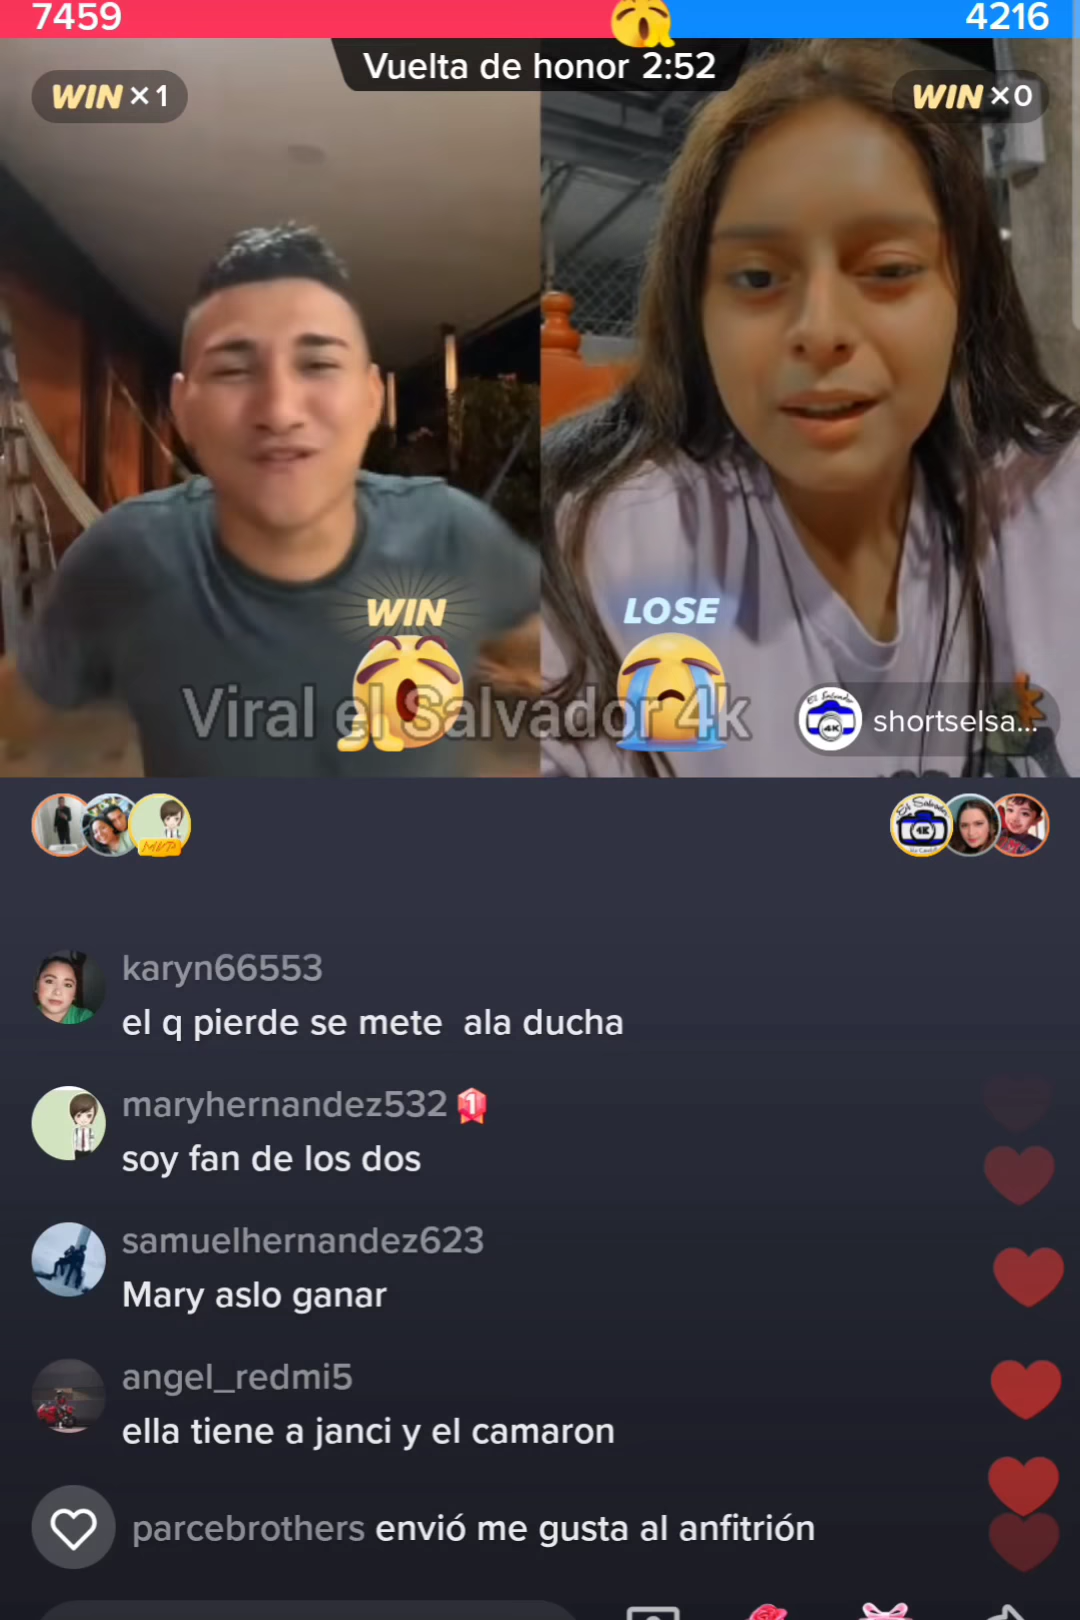 7459
4216
Vuelta de honor 2:52
WIN ×1
WIN ×0
WIN
LOSE
Viral el Salvador 4k
shortselsa...
MVP
karyn66553
el q pierde se mete  ala ducha
maryhernandez532 1
soy fan de los dos
samuelhernandez623
Mary aslo ganar
angel_redmi5
ella tiene a janci y el camaron
parcebrothers envió me gusta al anfitrión